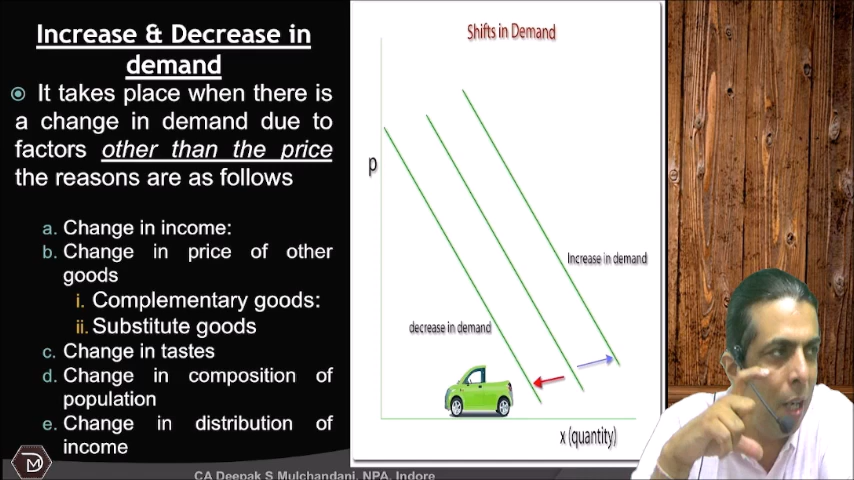 Increase & Decrease in
demand
It takes place when there is
a change in demand due to
factors other than the price
the reasons are as follows
a. Change in income:
b. Change in price of other
goods
i. Complementary goods:
ii. Substitute goods
c. Change in tastes
d. Change in composition of
population
e. Change in distribution of
income
DM
CA Deepak S Mulchandani, NPA, Indore
Shifts in Demand
p
Increase in demand
decrease in demand
x (quantity)